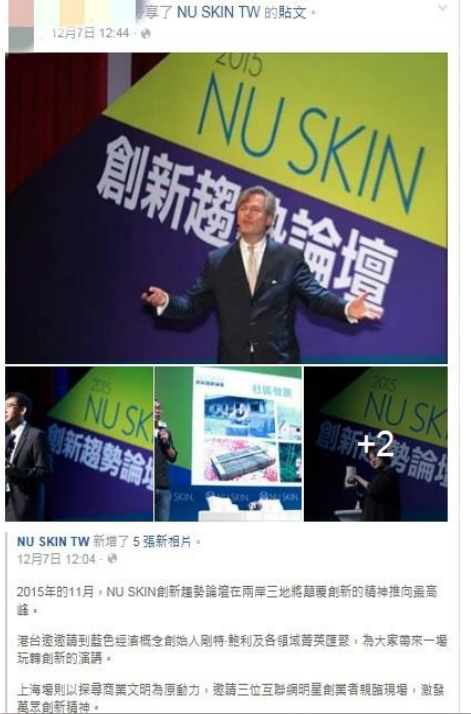 享了 NU SKIN TW 的貼文。
12月7日 12:44 ·
2015
NU SKIN
創新趨勢論壇
2015
NU SK
創新趨勢論壇
社區發展
SKIN
NU SKIN
NU SKIN
2015
NU SKI
創新
勢論
+2
NU SKIN TW 新增了 5 張新相片。
12月7日 12:04 ·
2015年的11月，NU SKIN創新趨勢論壇在兩岸三地將顛覆創新的精神推向最高
峰。
港台邀邀請到藍色經濟概念創始人剛特·鮑利及各領域菁英匯聚，為大家帶來一場
玩轉創新的演講。
上海場則以探尋商業文明為原動力，邀請三位互聯網明星創業者親臨現場，激發
萬眾創新精神。